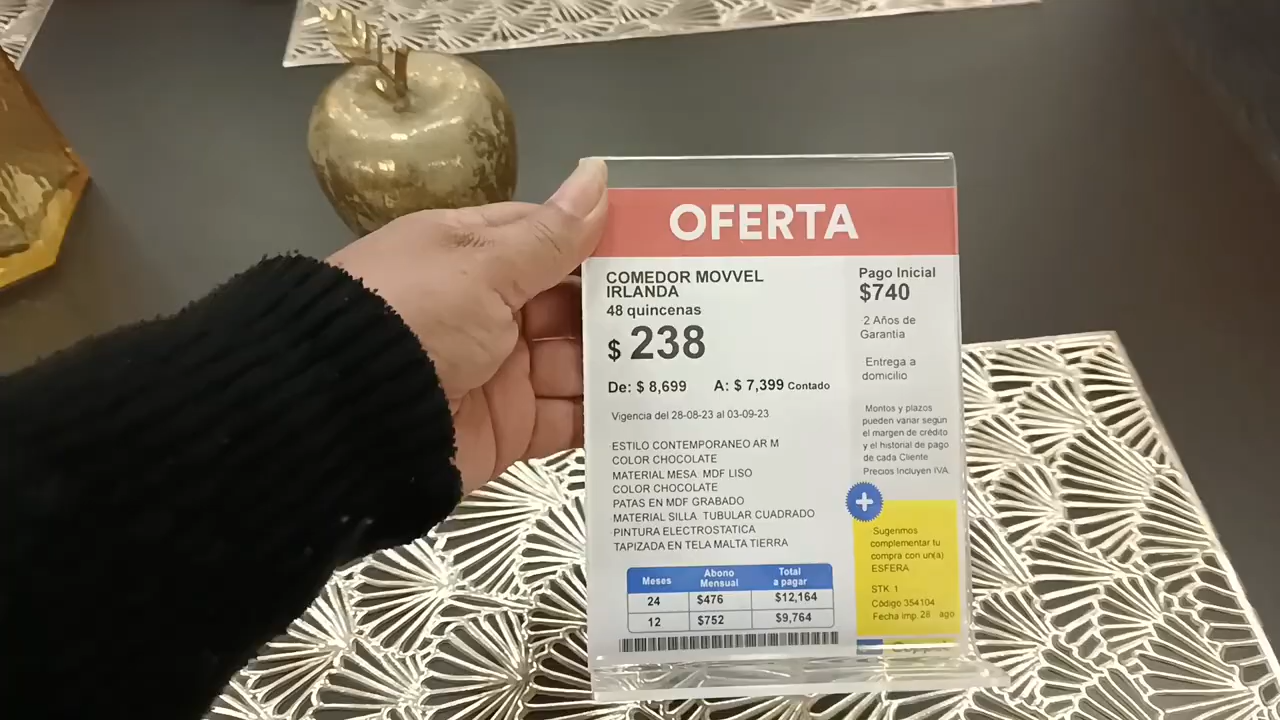 OFERTA
COMEDOR MOVVEL
IRLANDA
48 quincenas
$ 238
De: $ 8,699 A: $ 7,399 Contado
Vigencia del 28-08-23 al 03-09-23
ESTILO CONTEMPORANEO AR M
COLOR CHOCOLATE
MATERIAL MESA MDF LISO
COLOR CHOCOLATE
PATAS EN MDF GRABADO
MATERIAL SILLA TUBULAR CUADRADO
PINTURA ELECTROSTATICA
TAPIZADA EN TELA MALTA TIERRA
Meses Abono Mensual Total a pagar
24 $476 $12,164
12 $752 $9,764
Pago Inicial
$740
2 Años de
Garantia
Entrega a
domicilio
Montos y plazos
pueden variar según
el margen de crédito
y el historial de pago
de cada Cliente
Precios Incluyen IVA.
+
Sugenmos
complementar tu
compra con un(a)
ESFERA
STK 1
Código 354104
Fecha imp. 28 ago